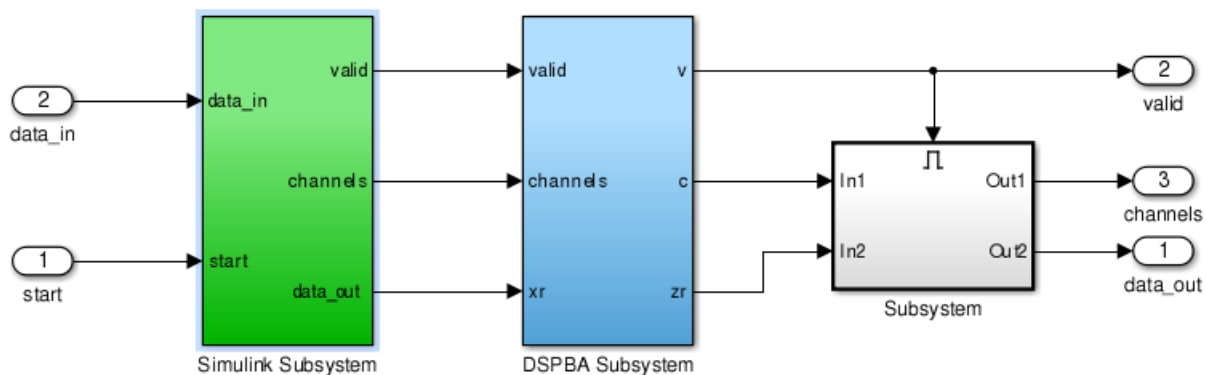 2
data_in
1
start
data_in
start
valid
channels
data_out
Simulink Subsystem
valid
channels
xr
v
c
zr
DSPBA Subsystem
In1
In2
Out1
Out2
Subsystem
2
valid
3
channels
1
data_out